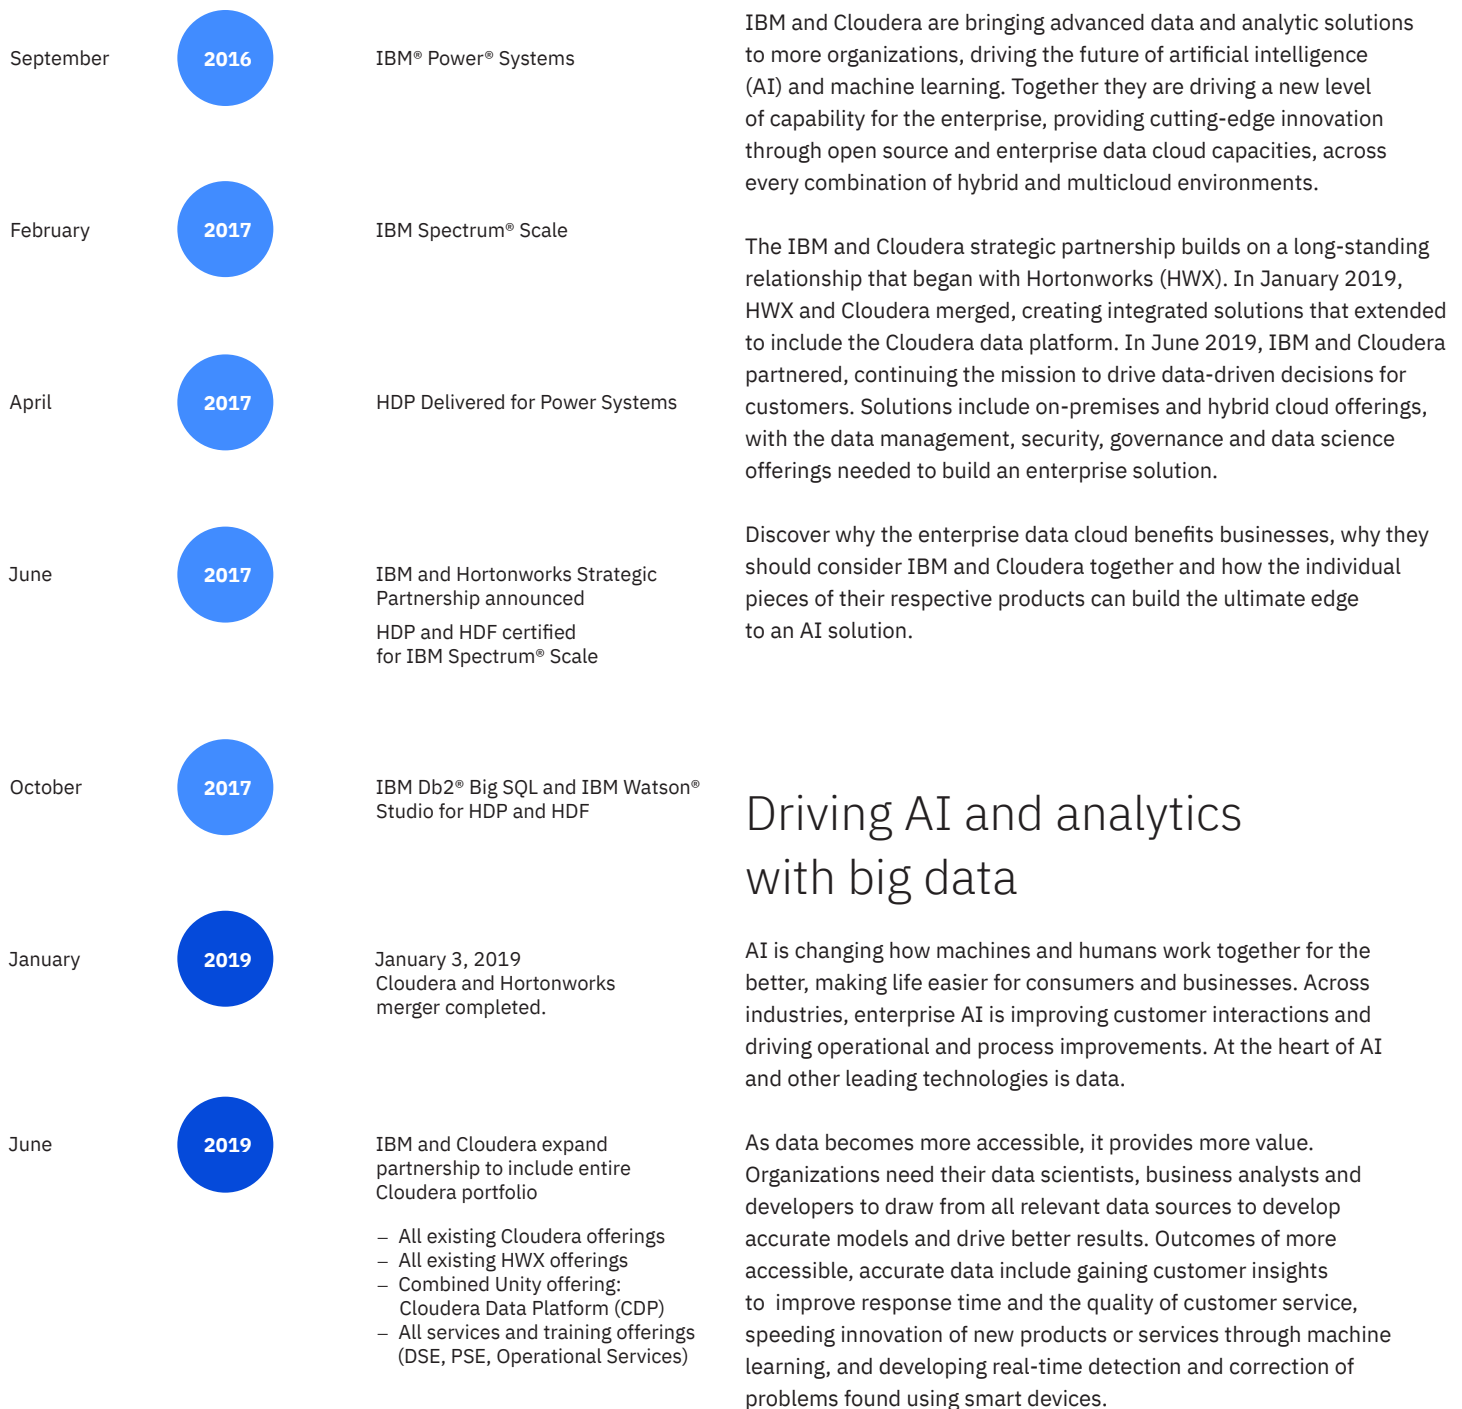 September
2016
IBM® Power® Systems
February
2017
IBM Spectrum® Scale
April
2017
HDP Delivered for Power Systems
June
2017
IBM and Hortonworks Strategic
Partnership announced
HDP and HDF certified
for IBM Spectrum® Scale
October
2017
IBM Db2® Big SQL and IBM Watson®
Studio for HDP and HDF
January
2019
January 3, 2019
Cloudera and Hortonworks
merger completed.
June
2019
IBM and Cloudera expand
partnership to include entire
Cloudera portfolio
– All existing Cloudera offerings
– All existing HWX offerings
– Combined Unity offering:
Cloudera Data Platform (CDP)
– All services and training offerings
(DSE, PSE, Operational Services)
IBM and Cloudera are bringing advanced data and analytic solutions
to more organizations, driving the future of artificial intelligence
(AI) and machine learning. Together they are driving a new level
of capability for the enterprise, providing cutting-edge innovation
through open source and enterprise data cloud capacities, across
every combination of hybrid and multicloud environments.
The IBM and Cloudera strategic partnership builds on a long-standing
relationship that began with Hortonworks (HWX). In January 2019,
HWX and Cloudera merged, creating integrated solutions that extended
to include the Cloudera data platform. In June 2019, IBM and Cloudera
partnered, continuing the mission to drive data-driven decisions for
customers. Solutions include on-premises and hybrid cloud offerings,
with the data management, security, governance and data science
offerings needed to build an enterprise solution.
Discover why the enterprise data cloud benefits businesses, why they
should consider IBM and Cloudera together and how the individual
pieces of their respective products can build the ultimate edge
to an AI solution.
Driving AI and analytics
with big data
AI is changing how machines and humans work together for the
better, making life easier for consumers and businesses. Across
industries, enterprise AI is improving customer interactions and
driving operational and process improvements. At the heart of AI
and other leading technologies is data.
As data becomes more accessible, it provides more value.
Organizations need their data scientists, business analysts and
developers to draw from all relevant data sources to develop
accurate models and drive better results. Outcomes of more
accessible, accurate data include gaining customer insights
to improve response time and the quality of customer service,
speeding innovation of new products or services through machine
learning, and developing real-time detection and correction of
problems found using smart devices.